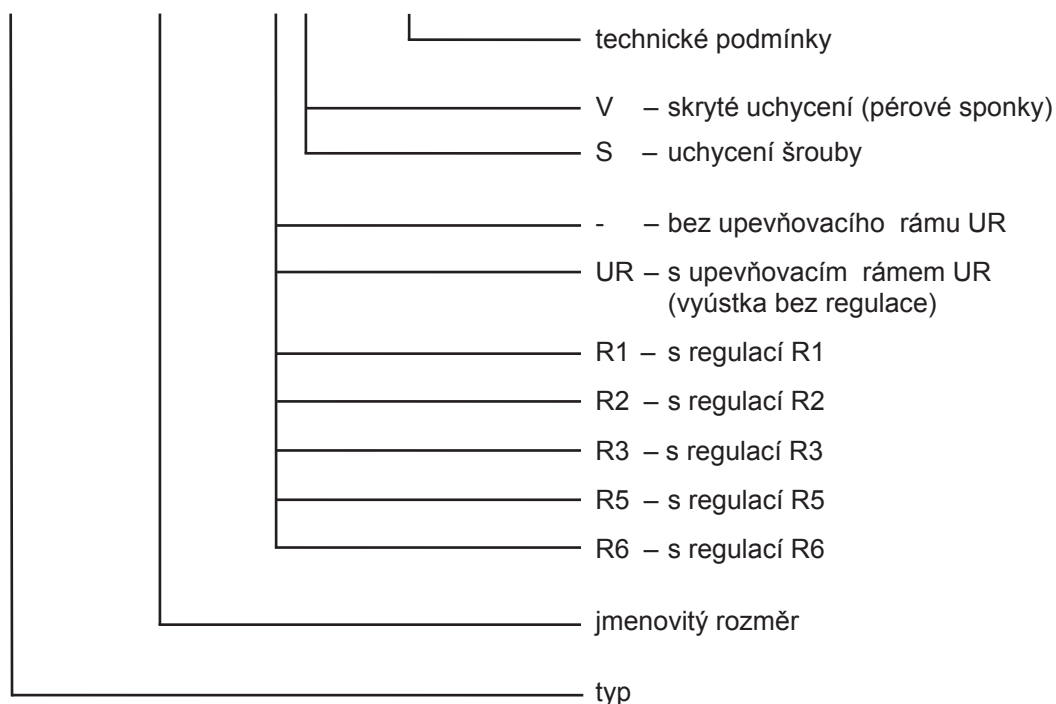 technické podmínky
V – skryté uchycení (pérové sponky)
S – uchycení šrouby
- – bez upevňovacího rámu UR
UR – s upevňovacím rámem UR
(vyústka bez regulace)
R1 – s regulací R1
R2 – s regulací R2
R3 – s regulací R3
R5 – s regulací R5
R6 – s regulací R6
jmenovitý rozměr
typ